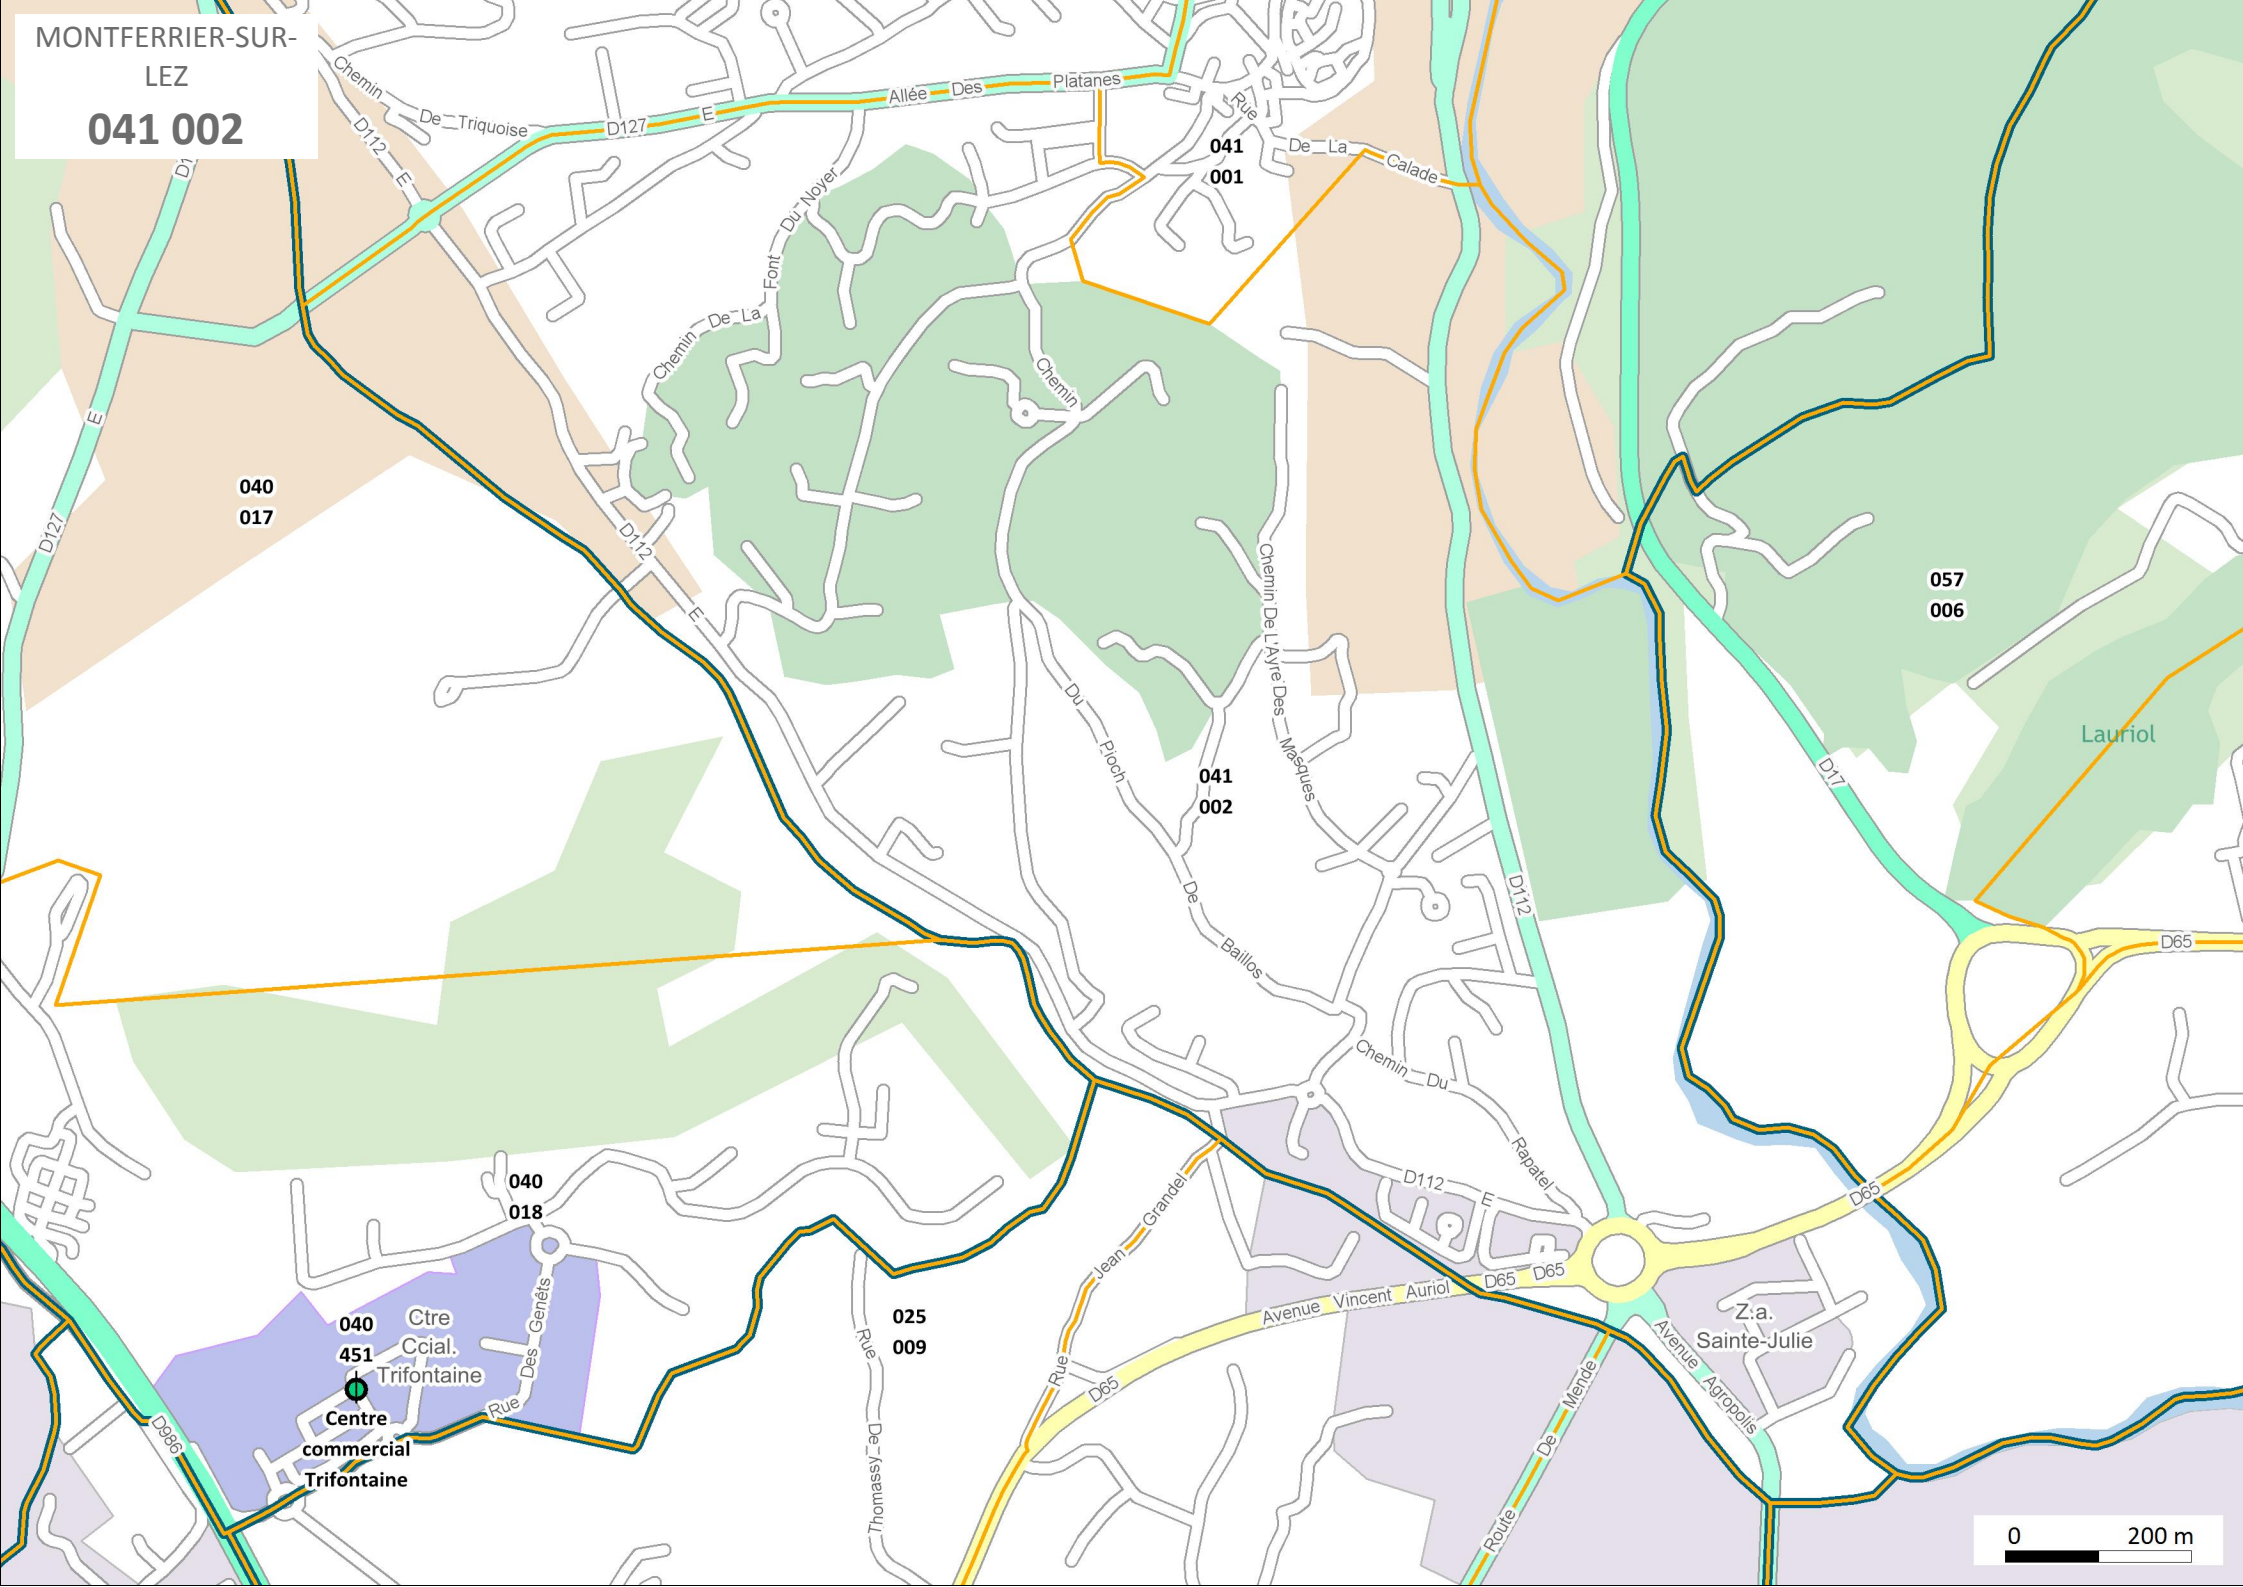 MONTFERRIER-SUR-
LEZ
041 002
Chemin De Triquoise
D112 E
D127 E
Allée Des Platanes
Rue De La Calade
041
001
D1
Chemin De La Font Du Noyer
Chemin
E
D127
040
017
D112 E
Chemin De L'Ayre Des Masques
057
006
Lauriol
D17
Du Pioch De Baillos
041
002
D112
D65
Chemin Du Rapatel
D112 E
D65
D65 D65
Avenue Vincent Auriol
D65
Rue Jean Grandel
040
018
Rue Des Genêts
040
451
Ctre
Ccial.
Trifontaine
Centre
commercial
Trifontaine
D986
025
009
Rue Thomassy_eD
Route De Mende
Avenue Agropolis
Z.a.
Sainte-Julie
0 200 m